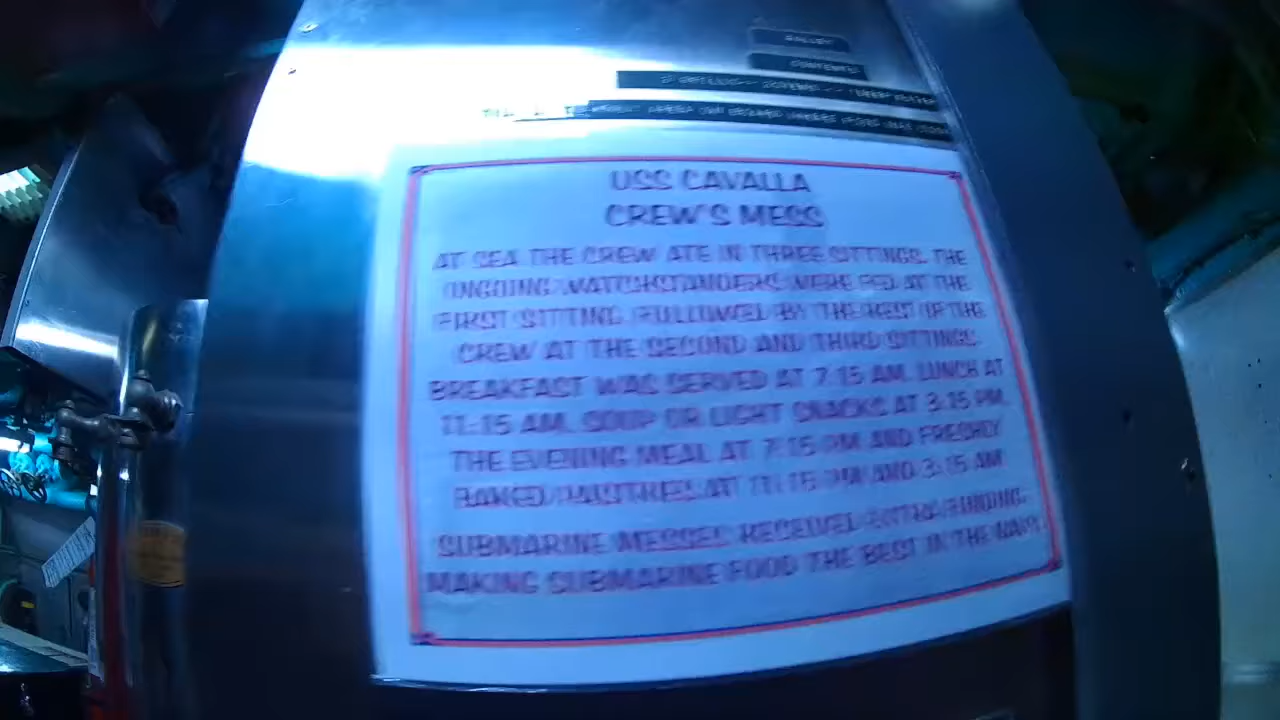 GALLEY
CONTENTS
USS CAVALLA
CREW'S MESS
AT SEA THE CREW ATE IN THREE SITTINGS. THE
ONGOING WATCHSTANDERS WERE FED AT THE
FIRST SITTING FOLLOWED BY THE REST OF THE
CREW AT THE SECOND AND THIRD SITTINGS.
BREAKFAST WAS SERVED AT 7:15 AM, LUNCH AT
11:15 AM, SOUP OR LIGHT SNACKS AT 3:15 PM,
THE EVENING MEAL AT 7:15 PM AND FRESHLY
BAKED PASTRIES AT 11:15 PM AND 3:15 AM
SUBMARINE MESSES RECEIVED EXTRA FUNDING
MAKING SUBMARINE FOOD THE BEST IN THE NAVY.